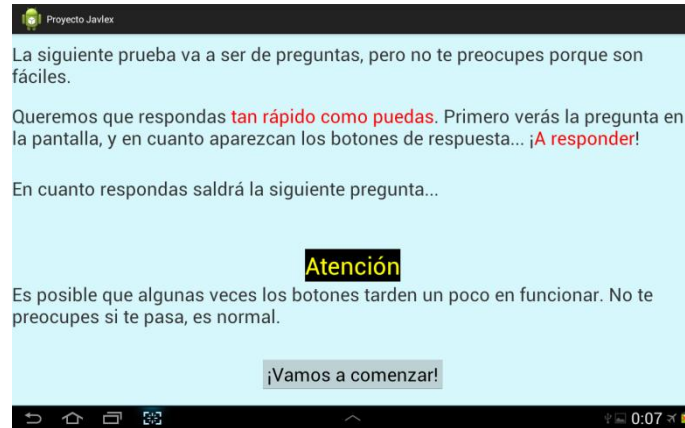 Proyecto Javlex
La siguiente prueba va a ser de preguntas, pero no te preocupes porque son
fáciles.
Queremos que respondas tan rápido como puedas. Primero verás la pregunta en
la pantalla, y en cuanto aparezcan los botones de respuesta... ¡A responder!
En cuanto respondas saldrá la siguiente pregunta...
Atención
Es posible que algunas veces los botones tarden un poco en funcionar. No te
preocupes si te pasa, es normal.
¡Vamos a comenzar!
0:07